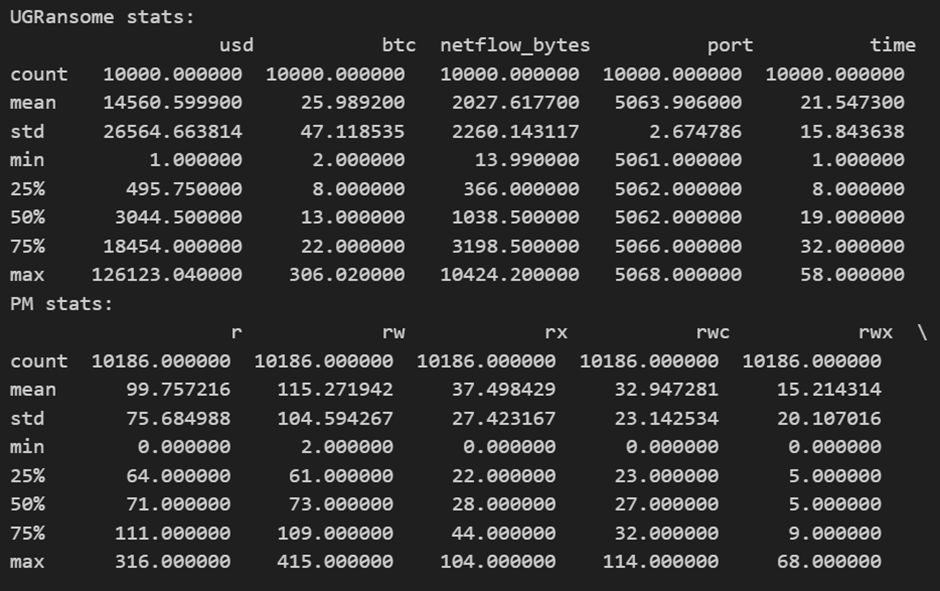 UGRansome stats:
usd btc netflow_bytes port time
count 10000.000000 10000.000000 10000.000000 10000.000000 10000.000000
mean 14560.599900 25.989200 2027.617700 5063.906000 21.547300
std 26564.663814 47.118535 2260.143117 2.674786 15.843638
min 1.000000 2.000000 13.990000 5061.000000 1.000000
25% 495.750000 8.000000 366.000000 5062.000000 8.000000
50% 3044.500000 13.000000 1038.500000 5062.000000 19.000000
75% 18454.000000 22.000000 3198.500000 5066.000000 32.000000
max 126123.040000 306.020000 10424.200000 5068.000000 58.000000
PM stats:
r rw rx rwc rwx \
count 10186.000000 10186.000000 10186.000000 10186.000000 10186.000000
mean 99.757216 115.271942 37.498429 32.947281 15.214314
std 75.684988 104.594267 27.423167 23.142534 20.107016
min 0.000000 2.000000 0.000000 0.000000 0.000000
25% 64.000000 61.000000 22.000000 23.000000 5.000000
50% 71.000000 73.000000 28.000000 27.000000 5.000000
75% 111.000000 109.000000 44.000000 32.000000 9.000000
max 316.000000 415.000000 104.000000 114.000000 68.000000